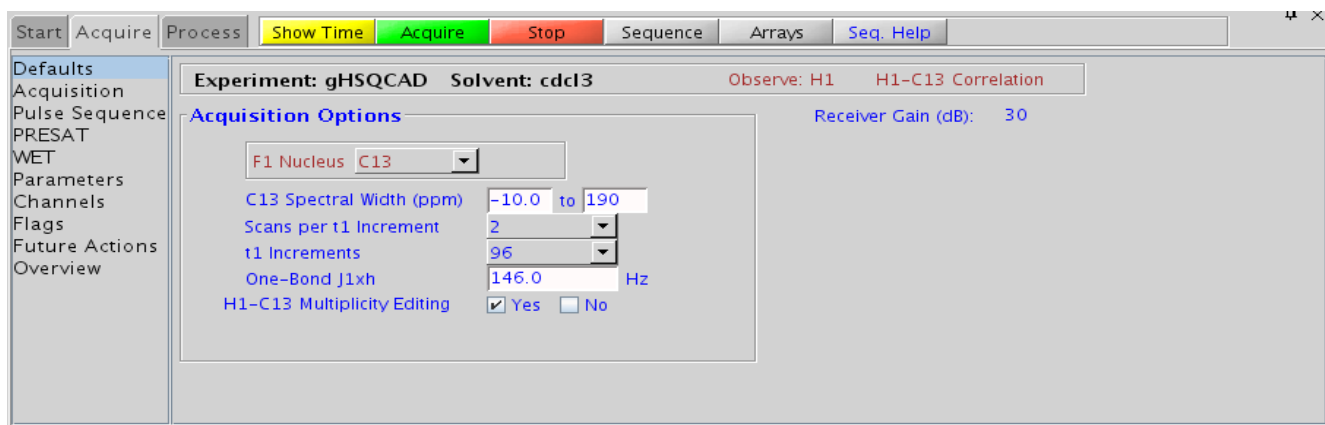 Start Acquire Process Show Time Acquire Stop Sequence Arrays Seq. Help
Defaults
Acquisition
Pulse Sequence
PRESAT
WET
Parameters
Channels
Flags
Future Actions
Overview
Experiment: gHSQCAD Solvent: cdcl3 Observe: H1 H1-C13 Correlation
Acquisition Options
Receiver Gain (dB): 30
F1 Nucleus C13
C13 Spectral Width (ppm) -10.0 to 190
Scans per t1 Increment 2
t1 Increments 96
One-Bond J1xh 146.0 Hz
H1-C13 Multiplicity Editing Yes No